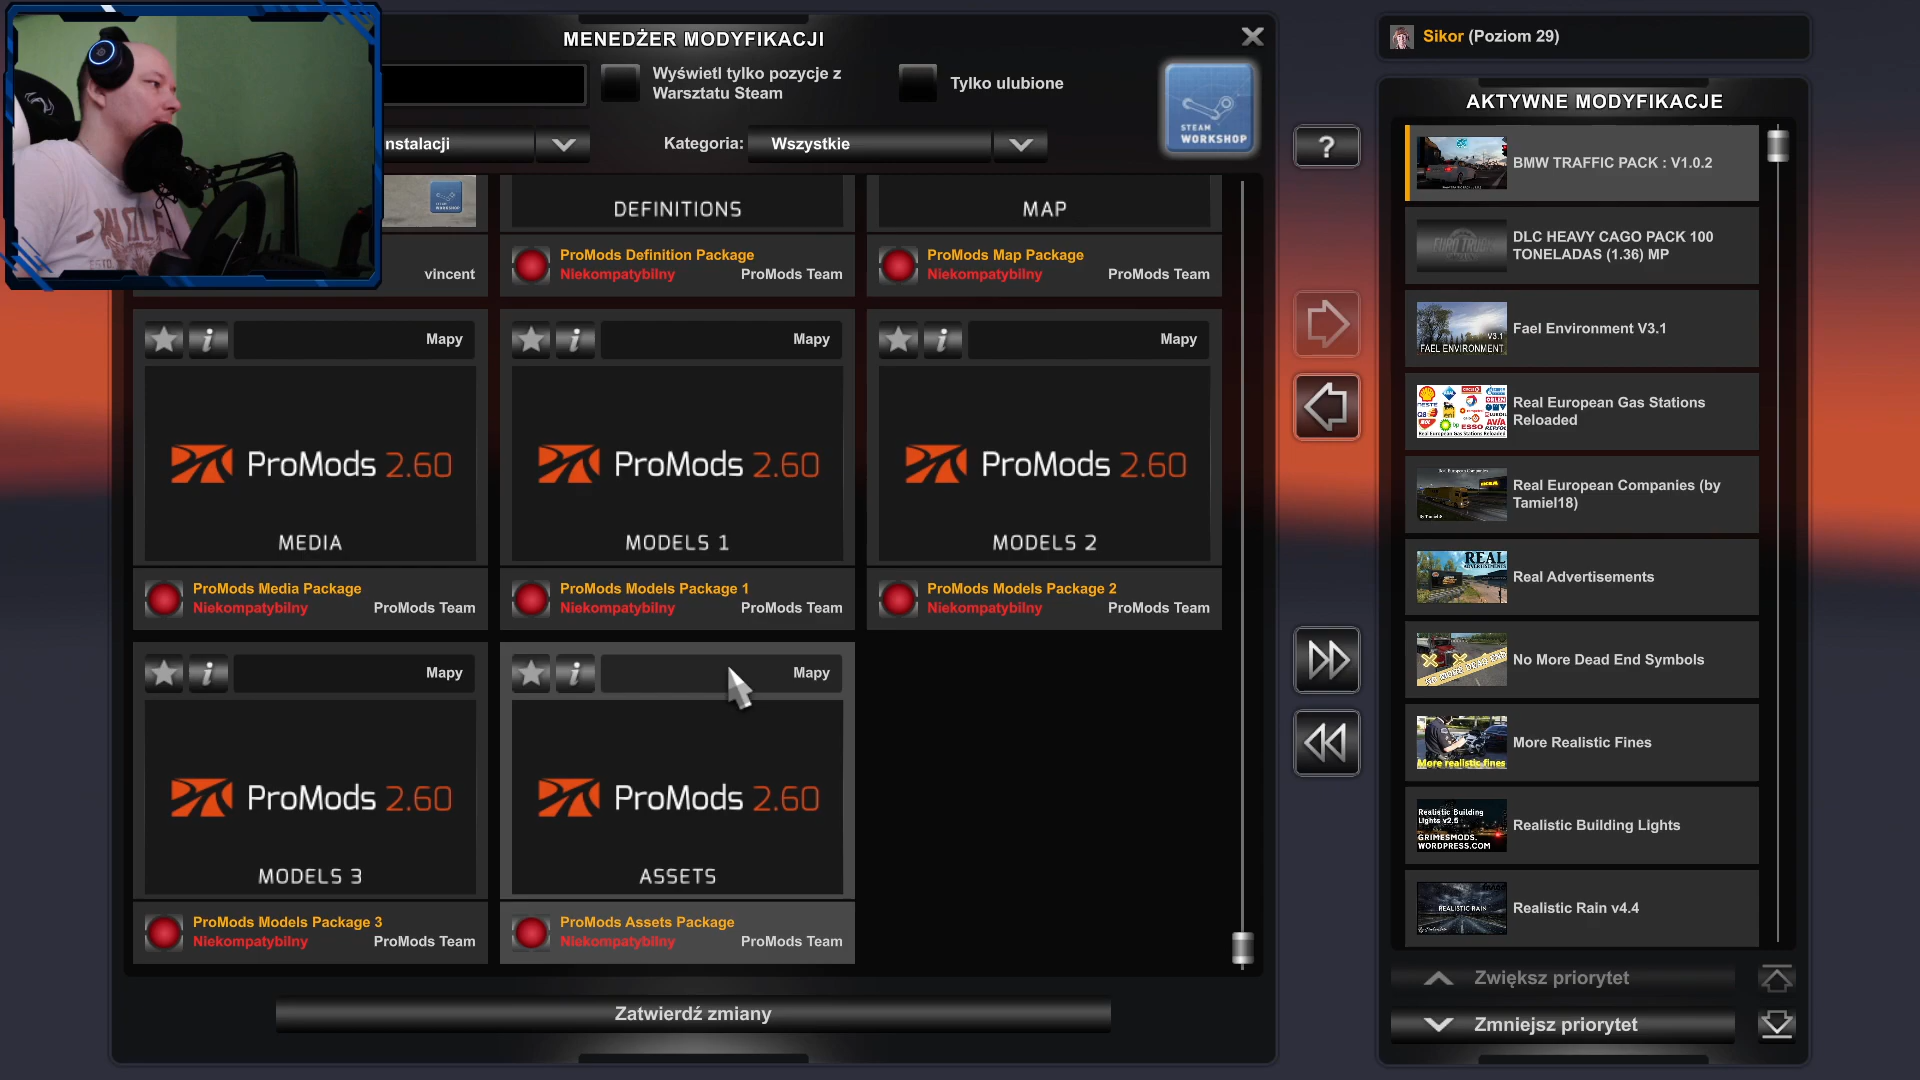 MENEDŻER MODYFIKACJI
Wyświetl tylko pozycje z
Warsztatu Steam
Tylko ulubione
STEAM
WORKSHOP
nstalacji
Kategoria:
Wszystkie
DEFINITIONS
MAP
vincent
ProMods Definition Package
Niekompatybilny
ProMods Team
ProMods Map Package
Niekompatybilny
ProMods Team
Mapy
Mapy
Mapy
ProMods 2.60
MEDIA
ProMods 2.60
MODELS 1
ProMods 2.60
MODELS 2
ProMods Media Package
Niekompatybilny
ProMods Team
ProMods Models Package 1
Niekompatybilny
ProMods Team
ProMods Models Package 2
Niekompatybilny
ProMods Team
Mapy
Mapy
ProMods 2.60
MODELS 3
ProMods 2.60
ASSETS
ProMods Models Package 3
Niekompatybilny
ProMods Team
ProMods Assets Package
Niekompatybilny
ProMods Team
Zatwierdź zmiany
?
Sikor (Poziom 29)
AKTYWNE MODYFIKACJE
BMW TRAFFIC PACK : V1.0.2
DLC HEAVY CAGO PACK 100
TONELADAS (1.36) MP
V3.1
FAEL ENVIRONMENT
Fael Environment V3.1
Real European Gas Stations
Reloaded
Real European Companies (by
Tamiel18)
REAL
Real Advertisements
No More Dead End Symbols
More realistic fines
More Realistic Fines
Realistic Building
Lights v2.5
GRIMESMODS.
WORDPRESS.COM
Realistic Building Lights
REALISTIC RAIN
Realistic Rain v4.4
Zwiększ priorytet
Zmniejsz priorytet